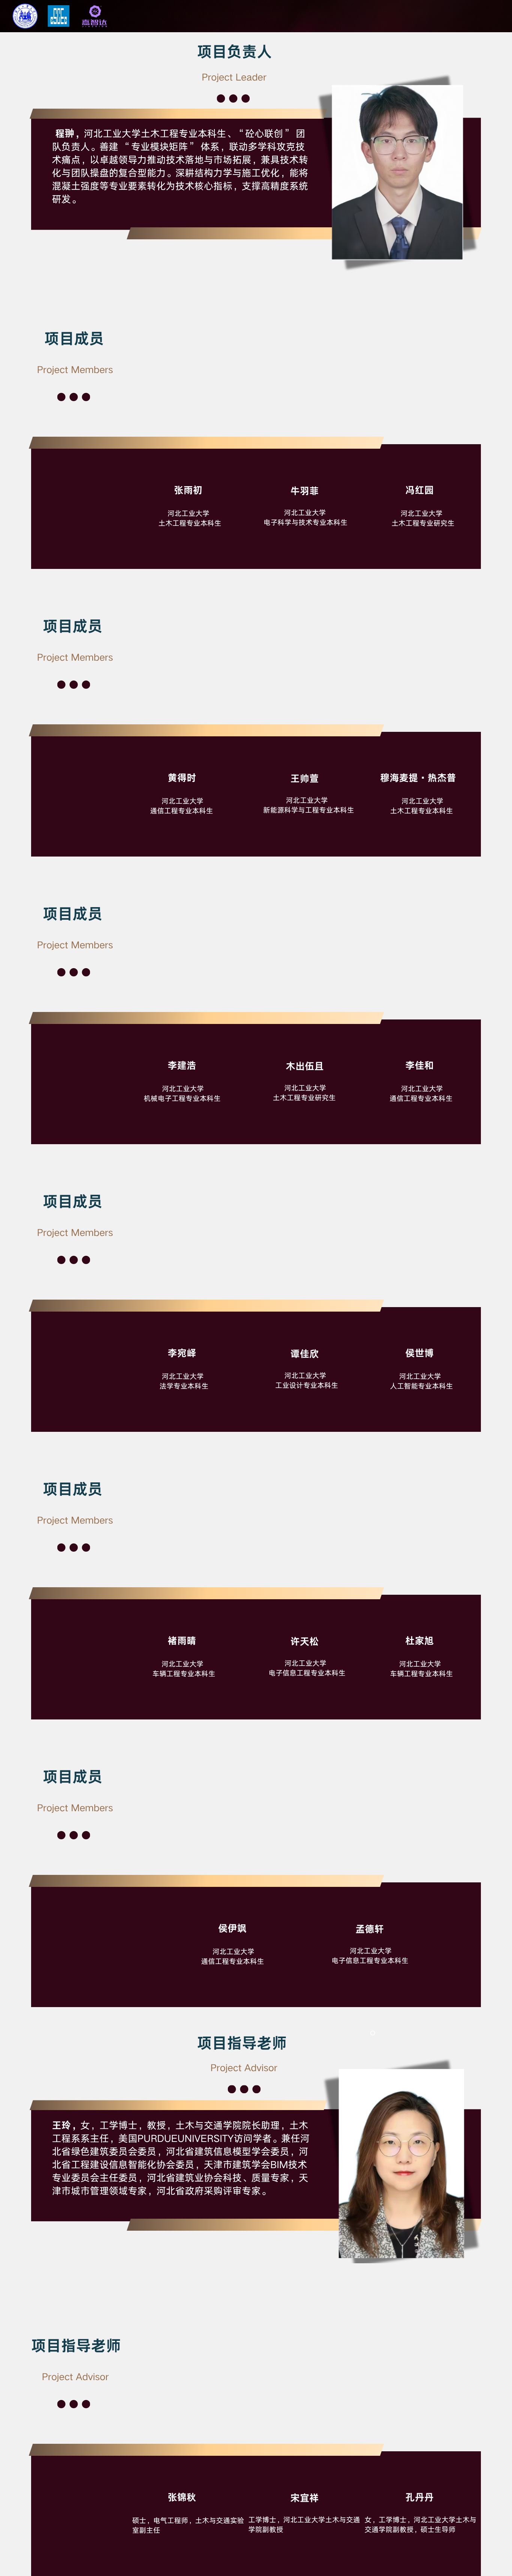 高智达
项目负责人
Project Leader
程翀，河北工业大学土木工程专业本科生、“砼心联创”团
队负责人。善建“专业模块矩阵”体系，联动多学科攻克技
术痛点，以卓越领导力推动技术落地与市场拓展，兼具技术转
化与团队操盘的复合型能力。深耕结构力学与施工优化，能将
混凝土强度等专业要素转化为技术核心指标，支撑高精度系统
研发。
项目成员
Project Members
张雨初 牛羽菲 冯红园
河北工业大学 河北工业大学 河北工业大学
土木工程专业本科生 电子科学与技术专业本科生 土木工程专业研究生
项目成员
Project Members
黄得时 王帅萱 穆海麦提·热杰普
河北工业大学 河北工业大学 河北工业大学
通信工程专业本科生 新能源科学与工程专业本科生 土木工程专业本科生
项目成员
Project Members
李建浩 木出伍且 李佳和
河北工业大学 河北工业大学 河北工业大学
机械电子工程专业本科生 土木工程专业研究生 通信工程专业本科生
项目成员
Project Members
李宛峄 谭佳欣 侯世博
河北工业大学 河北工业大学 河北工业大学
法学专业本科生 工业设计专业本科生 人工智能专业本科生
项目成员
Project Members
褚雨晴 许天松 杜家旭
河北工业大学 河北工业大学 河北工业大学
车辆工程专业本科生 电子信息工程专业本科生 车辆工程专业本科生
项目成员
Project Members
侯伊飒 孟德轩
河北工业大学 河北工业大学
通信工程专业本科生 电子信息工程专业本科生
项目指导老师
Project Advisor
王玲，女，工学博士，教授，土木与交通学院院长助理，土木
工程系系主任，美国PURDUEUNIVERSITY访问学者。兼任河
北省绿色建筑委员会委员，河北省建筑信息模型学会委员，河
北省工程建设信息智能化协会委员，天津市建筑学会BIM技术
专业委员会主任委员，河北省建筑业协会科技、质量专家，天
津市城市管理领域专家，河北省政府采购评审专家。
项目指导老师
Project Advisor
张锦秋 宋宜祥 孔丹丹
硕士，电气工程师，土木与交通实验 工学博士，河北工业大学土木与交通 女，工学博士，河北工业大学土木与
室副主任 学院副教授 交通学院副教授，硕士生导师